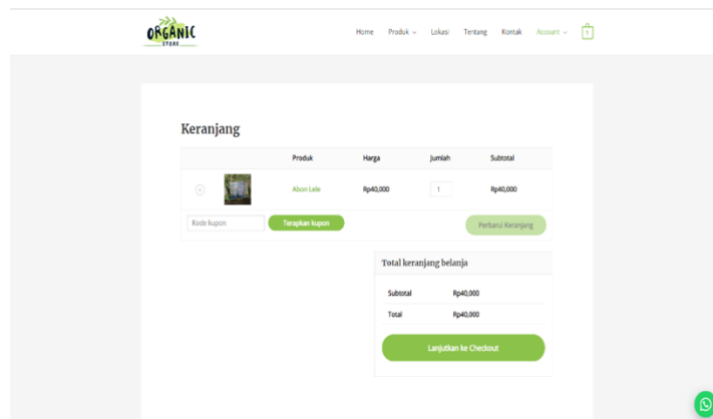 ORGANIC
STORE
Home Produk Lokasi Tentang Kontak Account 1
Keranjang
Produk Harga Jumlah Subtotal
Abon Lele Rp40,000 1 Rp40,000
Kode kupon Terapkan kupon Perbarui Keranjang
Total keranjang belanja
Subtotal Rp40,000
Total Rp40,000
Lanjutkan ke Checkout